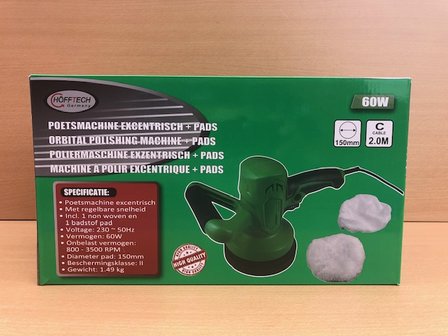 HÖFFTECH
Germany
60W
POETSMACHINE EXCENTRISCH + PADS
ORBITAL POLISHING MACHINE + PADS
POLIERMASCHINE EXZENTRISCH + PADS
MACHINE A POLIR EXCENTRIQUE + PADS
150mm
C
CABLE
2.0M
SPECIFICATIE:
• Poetsmachine excentrisch
• Met regelbare snelheid
• Incl. 1 non woven en
1 badstof pad
• Voltage: 230 ~ 50Hz
• Vermogen: 60W
• Onbelast vermogen:
800 - 3500 RPM
• Diameter pad: 150mm
• Beschermingsklasse: II
• Gewicht: 1.49 kg
HIGH QUALITY